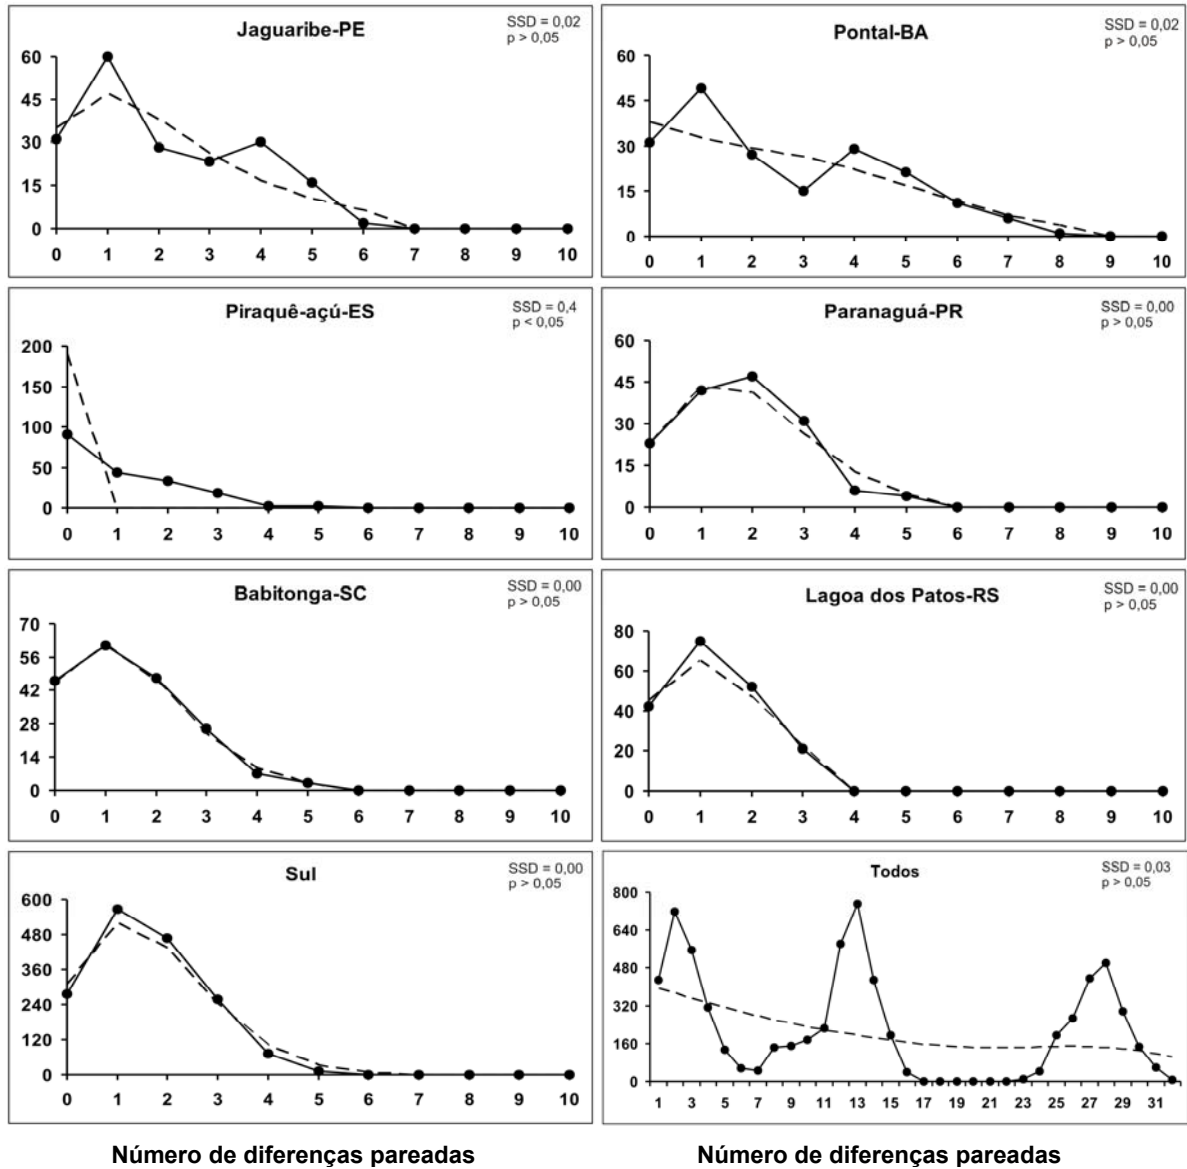 Jaguaribe-PE
SSD = 0,02
p > 0,05
60
45
30
15
0
0 1 2 3 4 5 6 7 8 9 10
Pontal-BA
SSD = 0,02
p > 0,05
60
45
30
15
0
0 1 2 3 4 5 6 7 8 9 10
Piraquê-açú-ES
SSD = 0,4
p < 0,05
200
150
100
50
0
0 1 2 3 4 5 6 7 8 9 10
Paranaguá-PR
SSD = 0,00
p > 0,05
60
45
30
15
0
0 1 2 3 4 5 6 7 8 9 10
Babitonga-SC
SSD = 0,00
p > 0,05
70
56
42
28
14
0
0 1 2 3 4 5 6 7 8 9 10
Lagoa dos Patos-RS
SSD = 0,00
p > 0,05
80
60
40
20
0
0 1 2 3 4 5 6 7 8 9 10
Sul
SSD = 0,00
p > 0,05
600
480
360
240
120
0
0 1 2 3 4 5 6 7 8 9 10
Todos
SSD = 0,03
p > 0,05
800
640
480
320
160
0
1 3 5 7 9 11 13 15 17 19 21 23 25 27 29 31
Número de diferenças pareadas
Número de diferenças pareadas